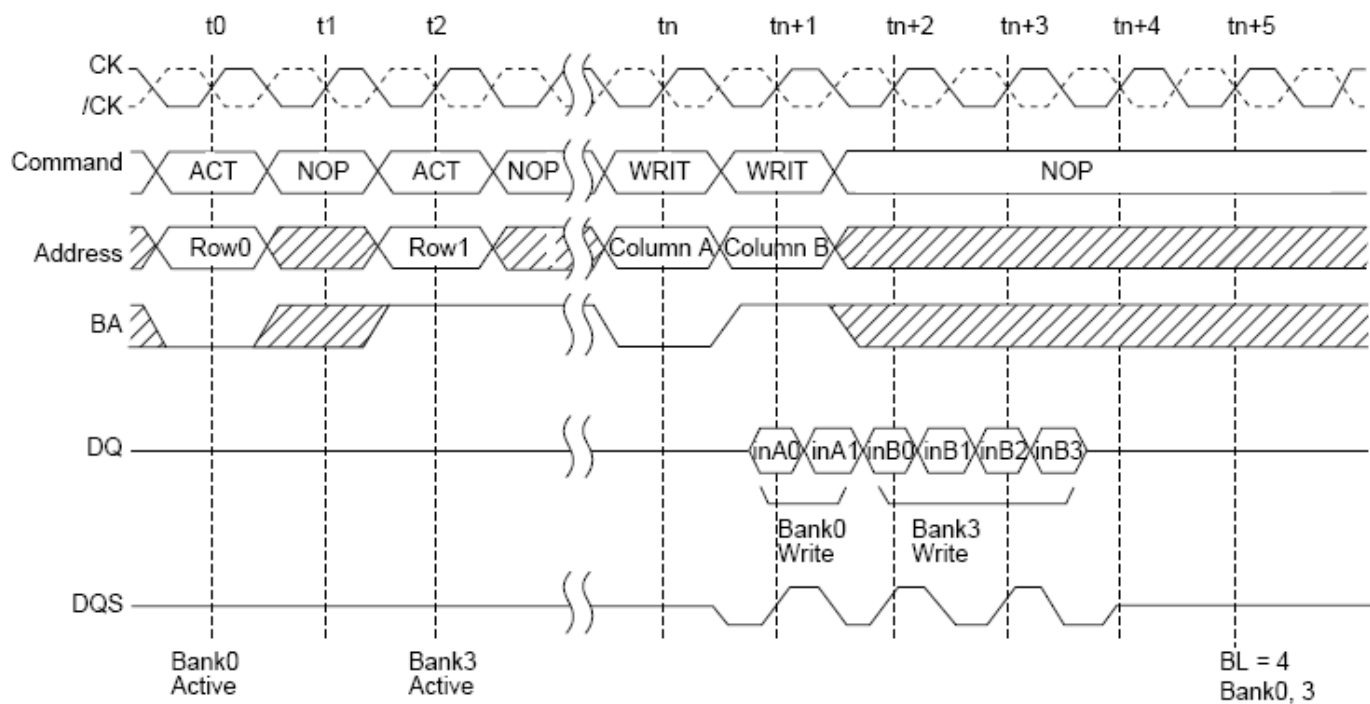 t0 t1 t2 tn tn+1 tn+2 tn+3 tn+4 tn+5
CK
/CK
Command ACT NOP ACT NOP WRIT WRIT NOP
Address Row0 Row1 Column A Column B
BA
DQ inA0 inA1 inB0 inB1 inB2 inB3
Bank0 Bank3
Write Write
DQS
Bank0 Bank3 BL = 4
Active Active Bank0, 3